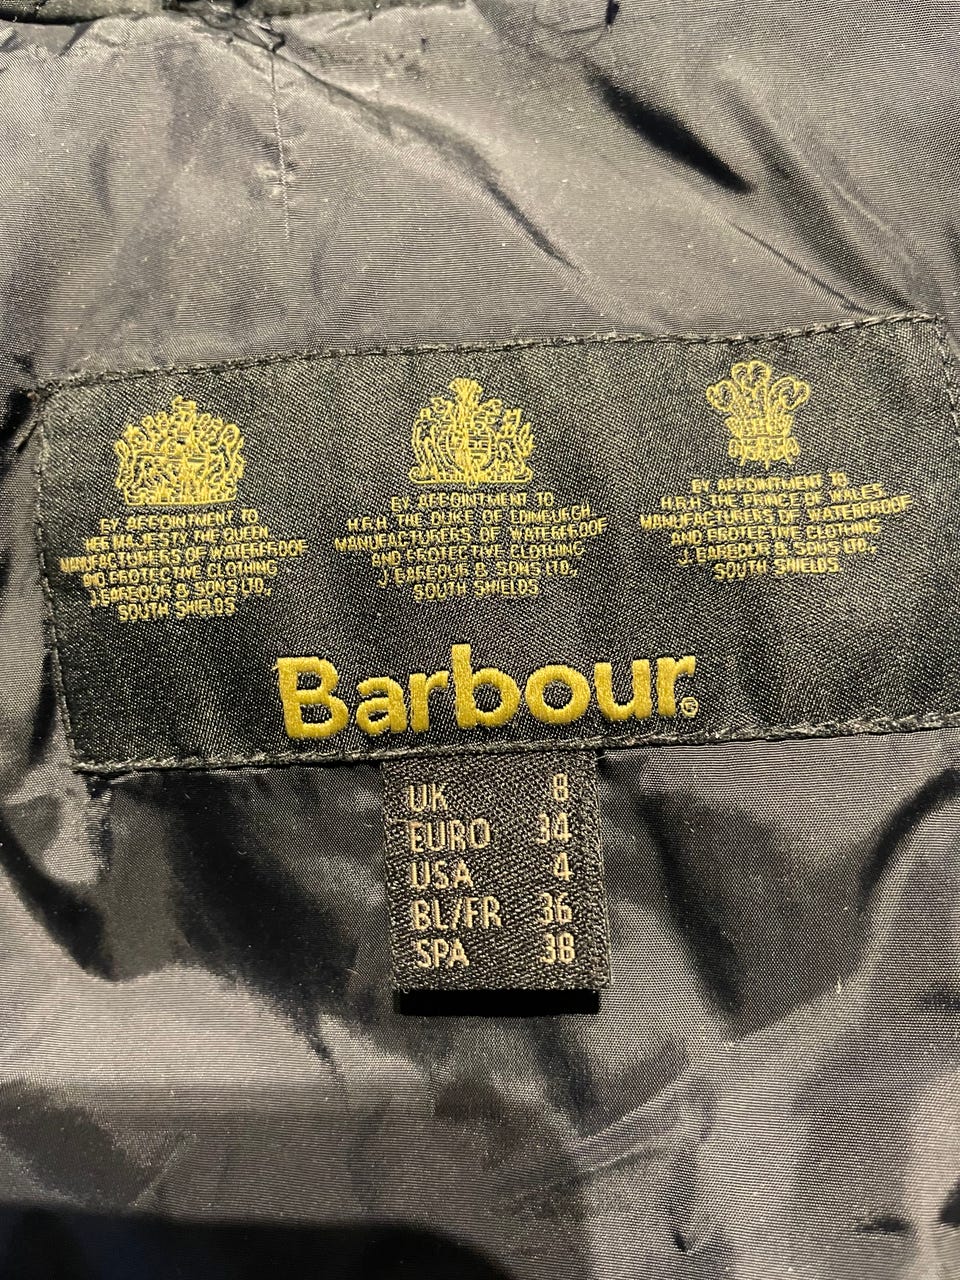 BY APPOINTMENT TO
HER MAJESTY THE QUEEN
MANUFACTURERS OF WATERPROOF
AND PROTECTIVE CLOTHING
J.BARBOUR & SONS LTD.,
SOUTH SHIELDS.
BY APPOINTMENT TO
H.R.H. THE DUKE OF EDINBURGH
MANUFACTURERS OF WATERPROOF
AND PROTECTIVE CLOTHING
J.BARBOUR & SONS LTD.,
SOUTH SHIELDS.
BY APPOINTMENT TO
H.R.H. THE PRINCE OF WALES
MANUFACTURERS OF WATERPROOF
AND PROTECTIVE CLOTHING
J.BARBOUR & SONS LTD.,
SOUTH SHIELDS.
Barbour®
UK 8
EURO 34
USA 4
BL/FR 36
SPA 38